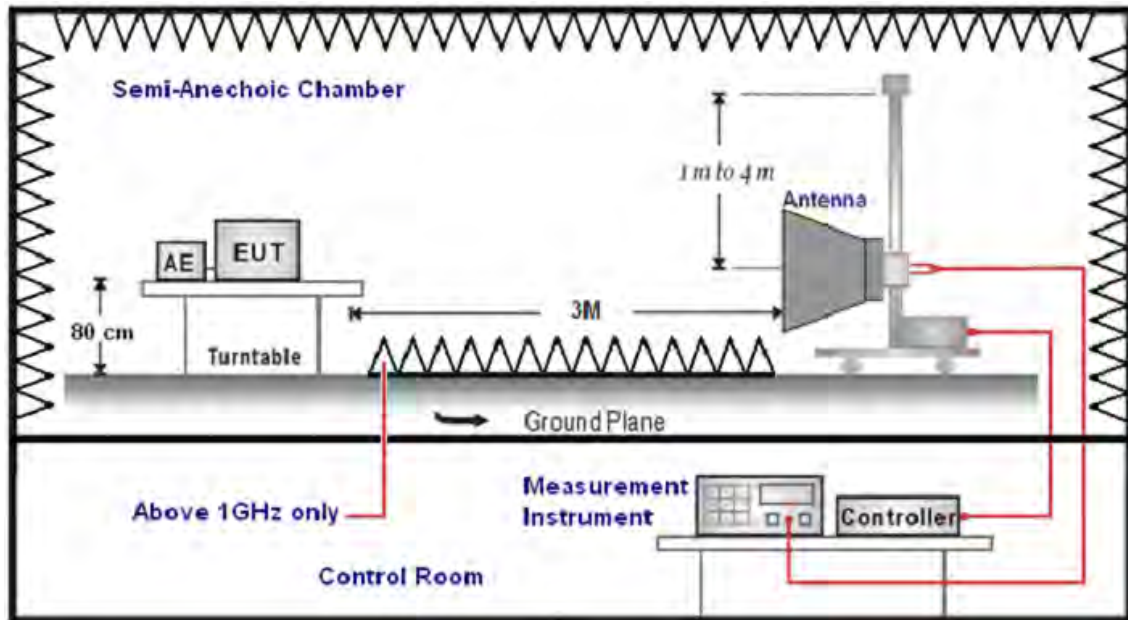 Semi-Anechoic Chamber
1 m to 4 m
Antenna
AE
EUT
3M
80 cm
Turntable
Ground Plane
Above 1GHz only
Measurement
Instrument
Controller
Control Room